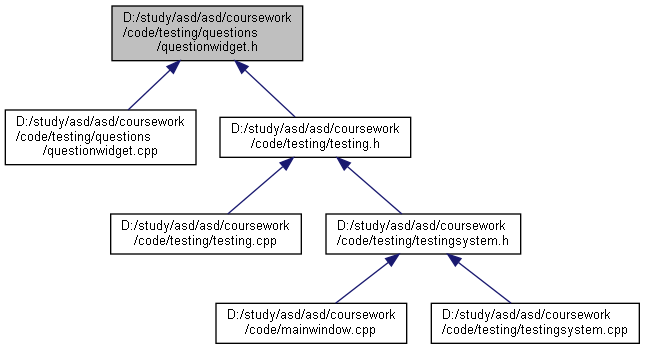 D:/study/asd/asd/coursework
/code/testing/questions
/questionwidget.h
D:/study/asd/asd/coursework
/code/testing/questions
/questionwidget.cpp
D:/study/asd/asd/coursework
/code/testing/testing.h
D:/study/asd/asd/coursework
/code/testing/testing.cpp
D:/study/asd/asd/coursework
/code/testing/testingsystem.h
D:/study/asd/asd/coursework
/code/mainwindow.cpp
D:/study/asd/asd/coursework
/code/testing/testingsystem.cpp